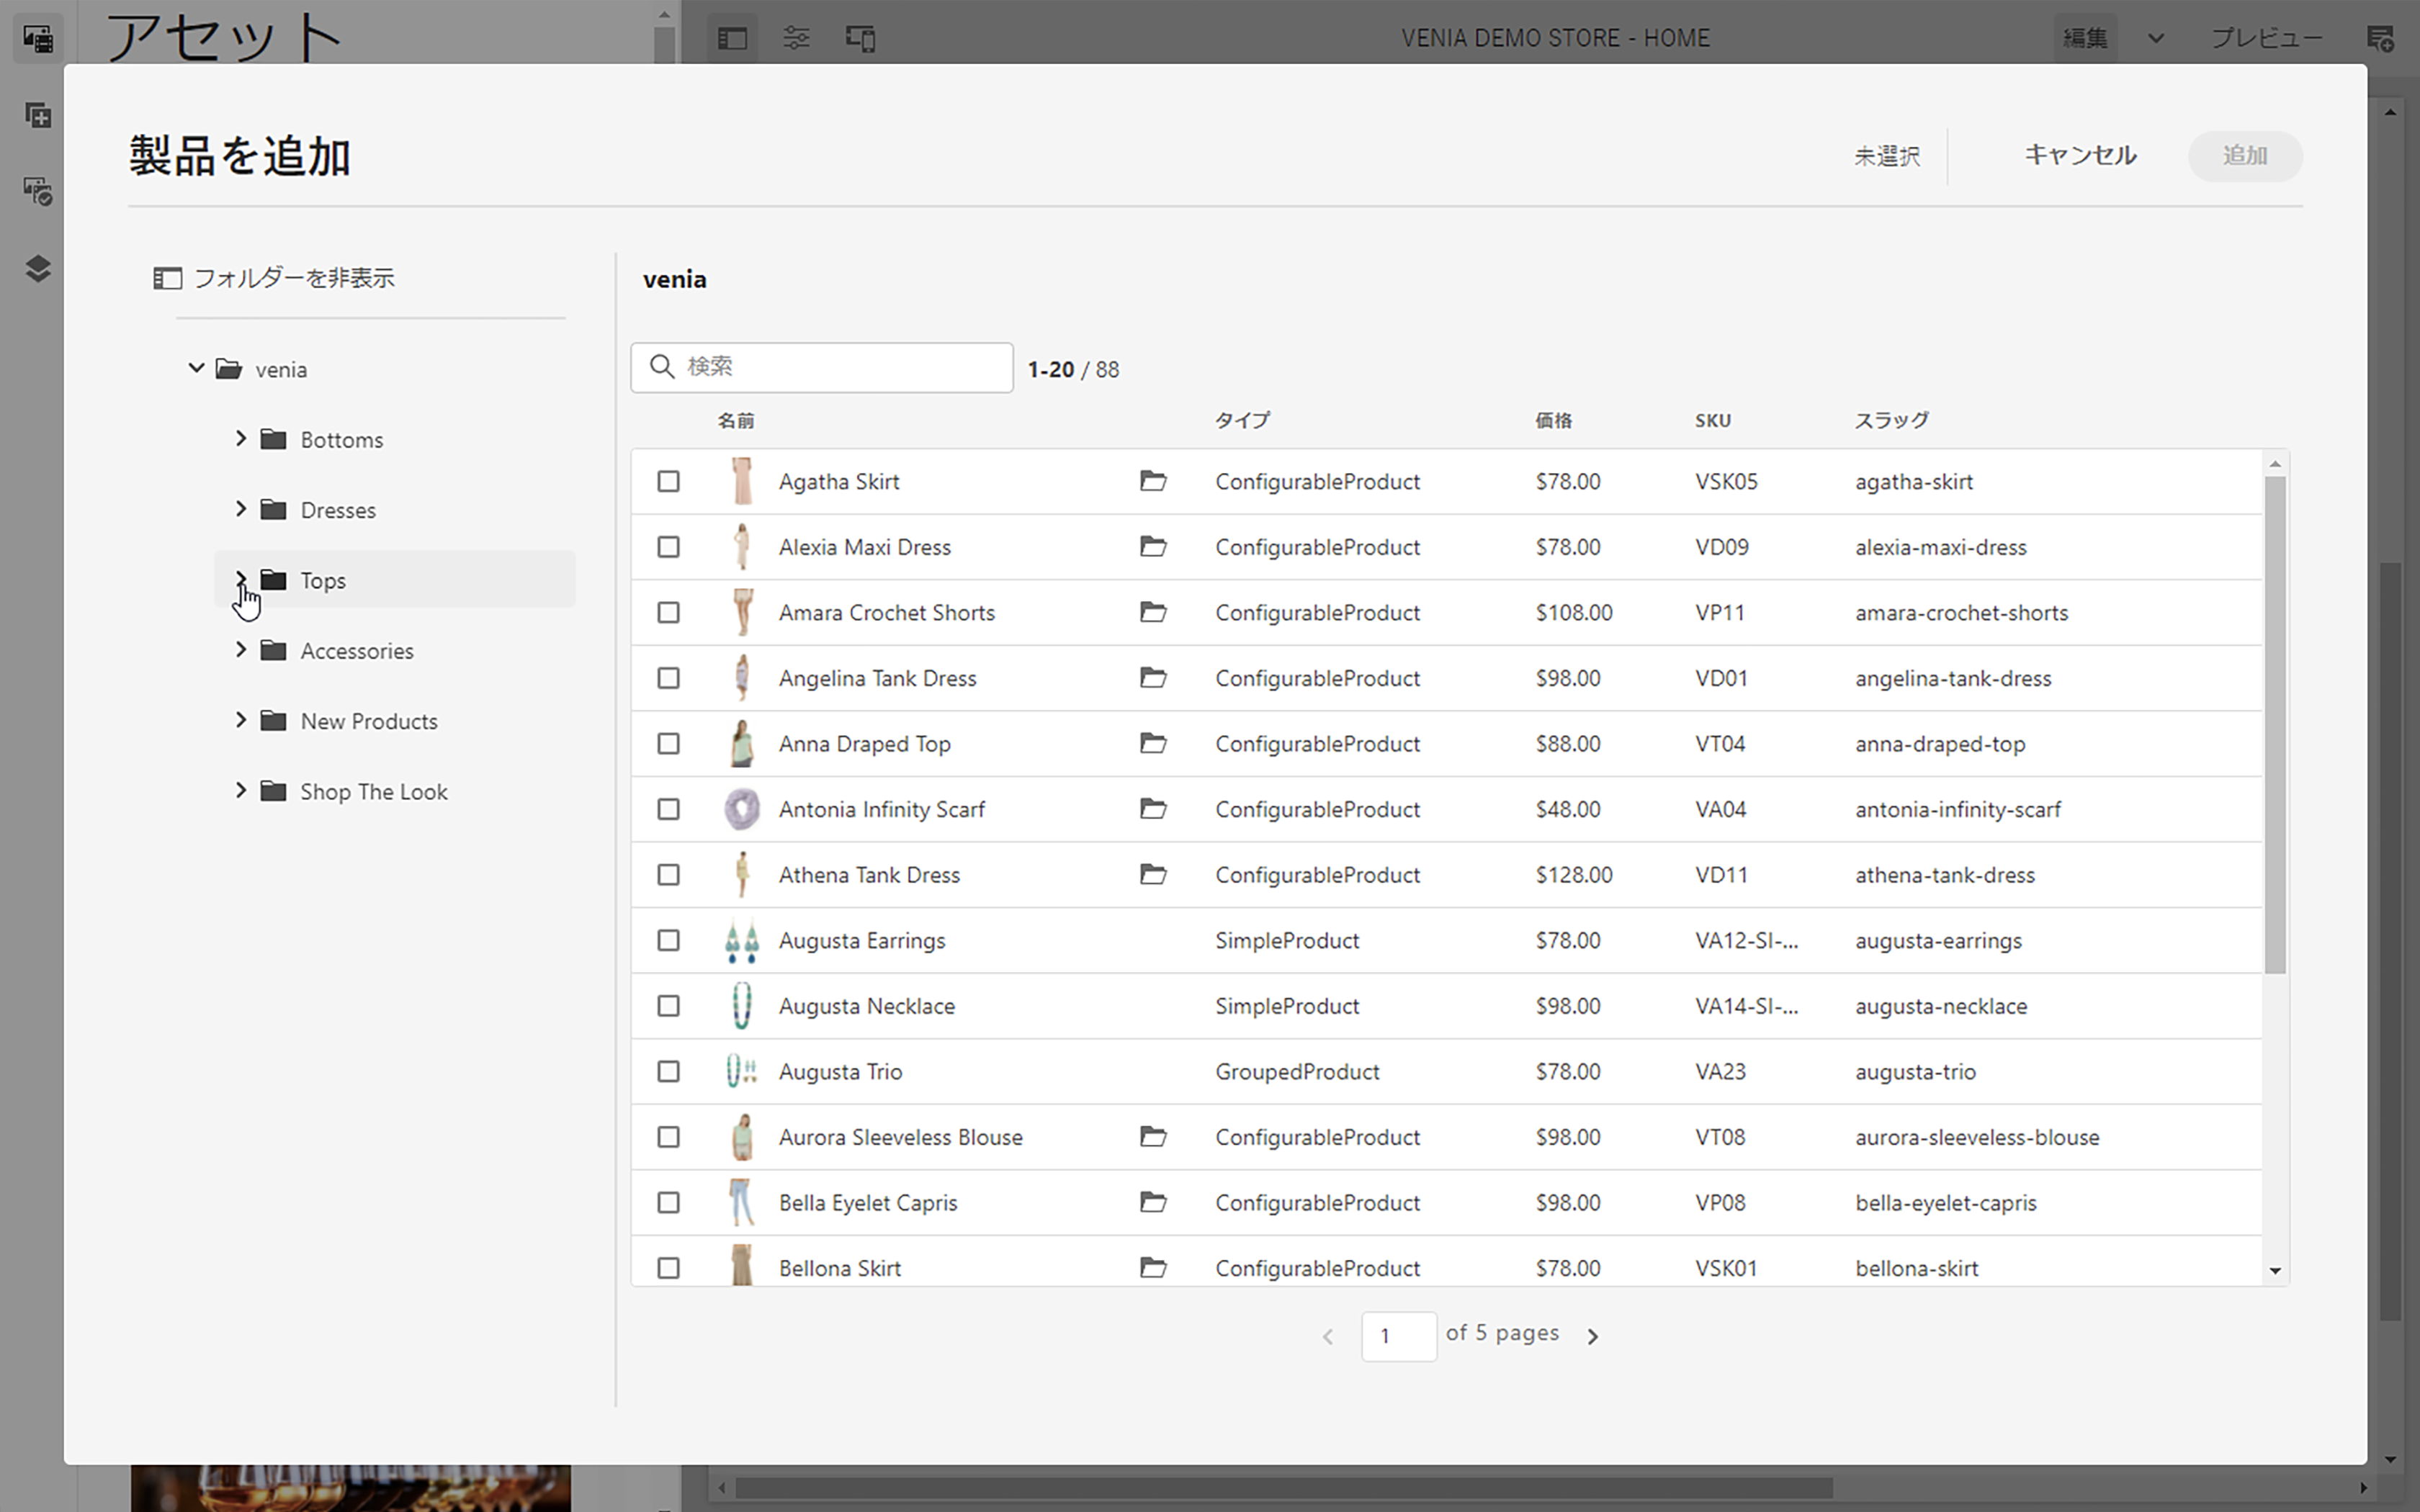 アセット
VENIA DEMO STORE - HOME
編集
プレビュー
製品を追加
未選択
キャンセル
追加
フォルダーを非表示
venia
Bottoms
Dresses
Tops
Accessories
New Products
Shop The Look
venia
検索
1-20 / 88
名前 タイプ 価格 SKU スラッグ
Agatha Skirt ConfigurableProduct $78.00 VSK05 agatha-skirt
Alexia Maxi Dress ConfigurableProduct $78.00 VD09 alexia-maxi-dress
Amara Crochet Shorts ConfigurableProduct $108.00 VP11 amara-crochet-shorts
Angelina Tank Dress ConfigurableProduct $98.00 VD01 angelina-tank-dress
Anna Draped Top ConfigurableProduct $88.00 VT04 anna-draped-top
Antonia Infinity Scarf ConfigurableProduct $48.00 VA04 antonia-infinity-scarf
Athena Tank Dress ConfigurableProduct $128.00 VD11 athena-tank-dress
Augusta Earrings SimpleProduct $78.00 VA12-SI-... augusta-earrings
Augusta Necklace SimpleProduct $98.00 VA14-SI-... augusta-necklace
Augusta Trio GroupedProduct $78.00 VA23 augusta-trio
Aurora Sleeveless Blouse ConfigurableProduct $98.00 VT08 aurora-sleeveless-blouse
Bella Eyelet Capris ConfigurableProduct $98.00 VP08 bella-eyelet-capris
Bellona Skirt ConfigurableProduct $78.00 VSK01 bellona-skirt
1 of 5 pages